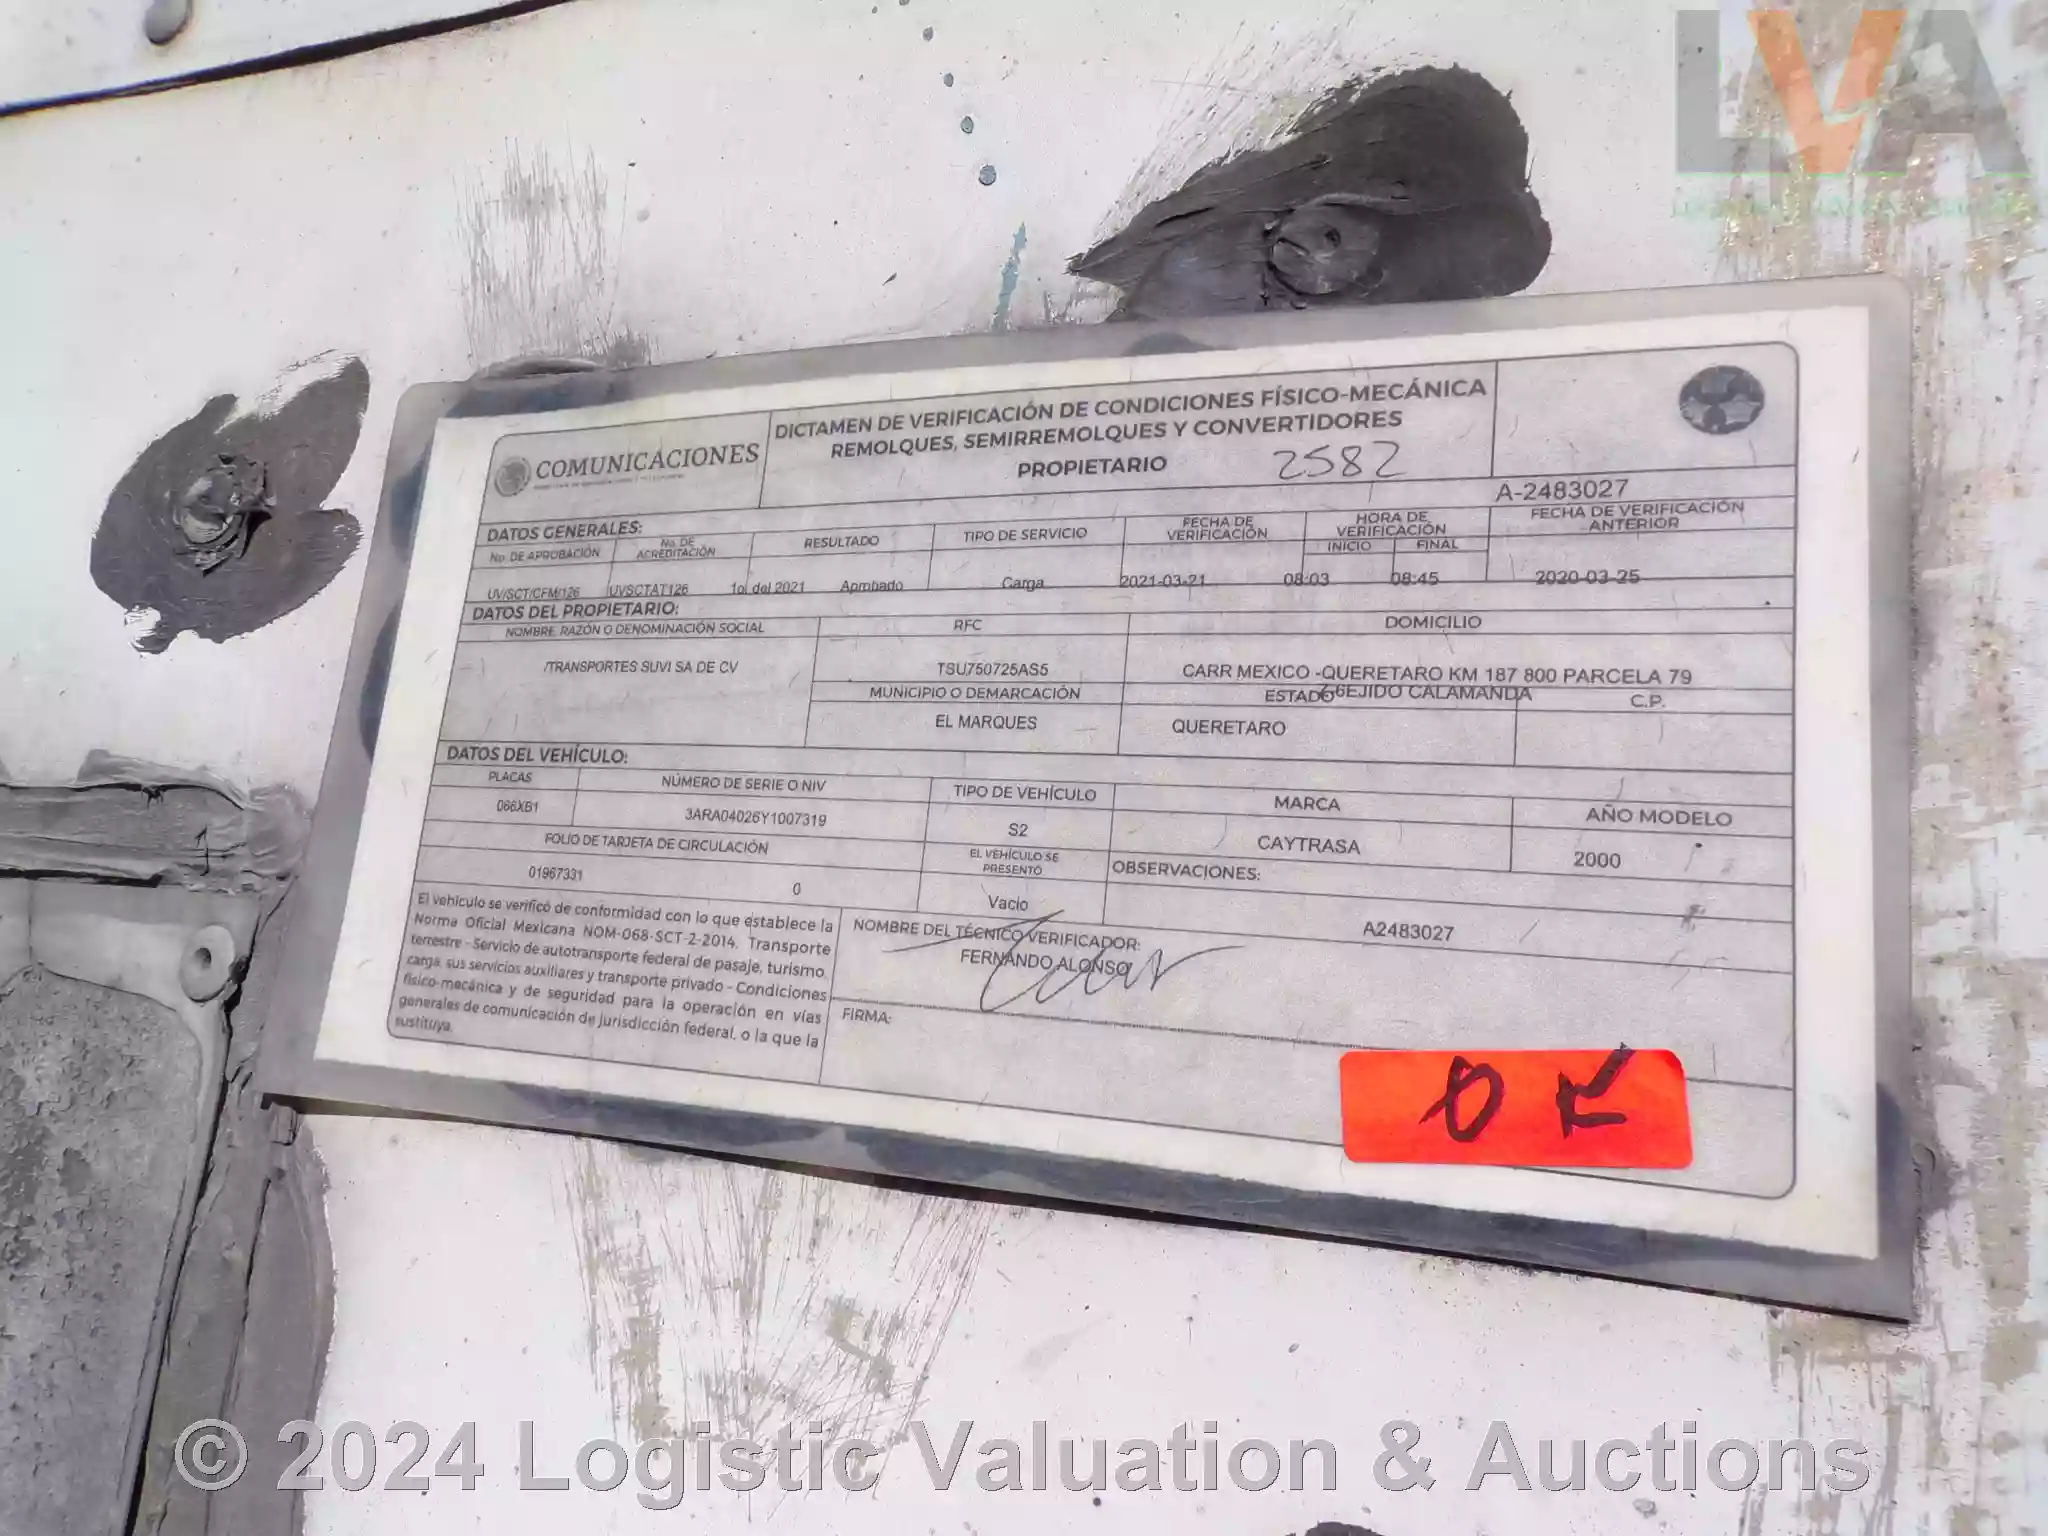 LVA
COMUNICACIONES
DICTAMEN DE VERIFICACIÓN DE CONDICIONES FÍSICO-MECÁNICA
REMOLQUES, SEMIRREMOLQUES Y CONVERTIDORES
PROPIETARIO 2582
A-2483027
DATOS GENERALES:
No. DE APROBACIÓN No. DE ACREDITACIÓN RESULTADO TIPO DE SERVICIO FECHA DE VERIFICACIÓN HORA DE VERIFICACIÓN FECHA DE VERIFICACIÓN ANTERIOR
INICIO FINAL
UV/SCT/CFM/126 UVSCTAT126 1o del 2021 Aprobado Carga 2021-03-21 08:03 08:45 2020-03-25
DATOS DEL PROPIETARIO:
NOMBRE, RAZÓN O DENOMINACIÓN SOCIAL RFC DOMICILIO
/TRANSPORTES SUVI SA DE CV TSU750725AS5 CARR MEXICO -QUERETARO KM 187 800 PARCELA 79
MUNICIPIO O DEMARCACIÓN ESTADO EJIDO CALAMANDA C.P.
EL MARQUES QUERETARO
DATOS DEL VEHÍCULO:
PLACAS NÚMERO DE SERIE O NIV TIPO DE VEHÍCULO MARCA AÑO MODELO
066XB1 3ARA04026Y1007319 S2 CAYTRASA 2000
FOLIO DE TARJETA DE CIRCULACIÓN EL VEHÍCULO SE PRESENTÓ OBSERVACIONES:
01967331 0 Vacio A2483027
El vehículo se verificó de conformidad con lo que establece la
Norma Oficial Mexicana NOM-068-SCT-2-2014, Transporte
terrestre - Servicio de autotransporte federal de pasaje, turismo,
carga, sus servicios auxiliares y transporte privado - Condiciones
físico-mecánica y de seguridad para la operación en vías
generales de comunicación de jurisdicción federal, o la que la
sustituya.
NOMBRE DEL TÉCNICO VERIFICADOR:
FERNANDO ALONSO
FIRMA:
OK
© 2024 Logistic Valuation & Auctions